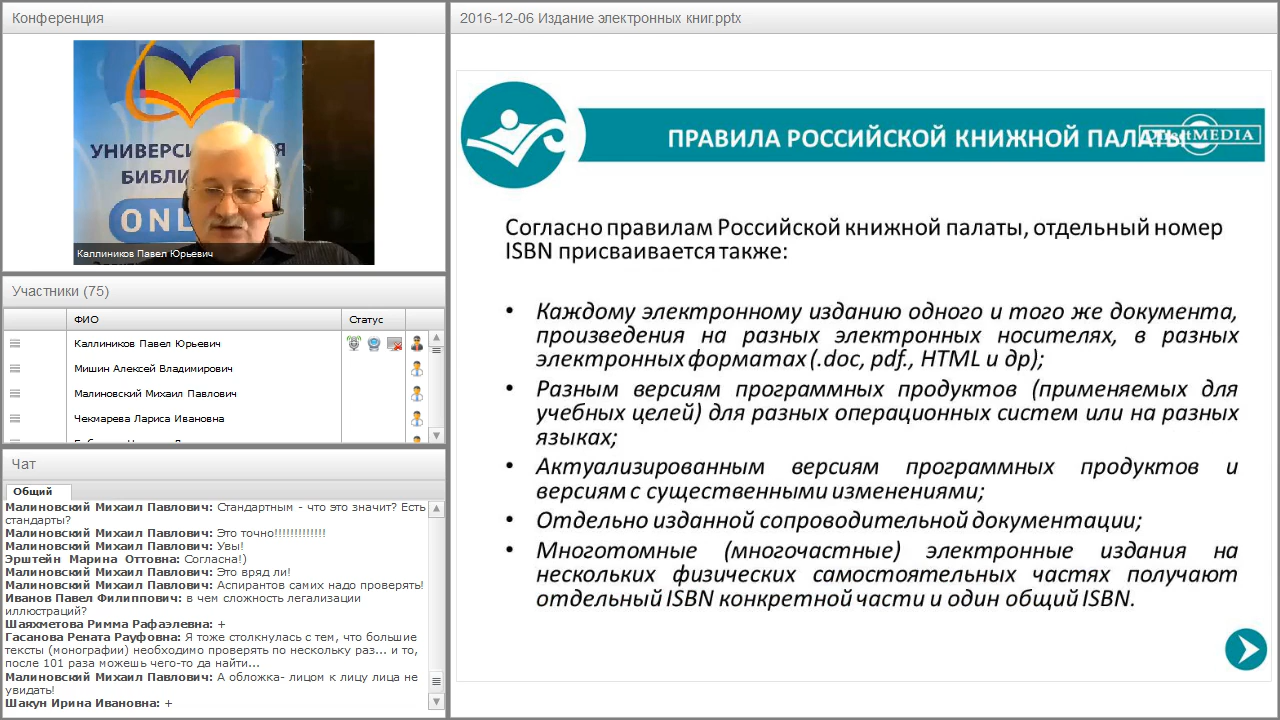 Конференция
УНИВЕРСИ
АЯ
БИБЛИ
ONL
Каллиников Павел Юрьевич
Участники (75)
ФИО
Статус
Каллиников Павел Юрьевич
Мишин Алексей Владимирович
Малиновский Михаил Павлович
Чекмарева Лариса Ивановна
Чат
Общий
Малиновский Михаил Павлович: Стандартным - что это значит? Есть
стандарты?
Малиновский Михаил Павлович: Это точно!!!!!!!!!!!!!
Малиновский Михаил Павлович: Увы!
Эрштейн Марина Оттовна: Согласна!)
Малиновский Михаил Павлович: Это вряд ли!
Малиновский Михаил Павлович: Аспирантов самих надо проверять!
Иванов Павел Филиппович: в чем сложность легализации
иллюстраций?
Шаяхметова Римма Рафаэлевна: +
Гасанова Рената Рауфовна: Я тоже столкнулась с тем, что большие
тексты (монографии) необходимо проверять по нескольку раз... и то,
после 101 раза можешь чего-то да найти...
Малиновский Михаил Павлович: А обложка- лицом к лицу лица не
увидать!
Шакун Ирина Ивановна: +
2016-12-06 Издание электронных книг.pptx
ПРАВИЛА РОССИЙСКОЙ КНИЖНОЙ ПАЛАТЫ
DirectMEDIA
Согласно правилам Российской книжной палаты, отдельный номер
ISBN присваивается также:
• Каждому электронному изданию одного и того же документа,
произведения на разных электронных носителях, в разных
электронных форматах (.doc, pdf., HTML и др);
• Разным версиям программных продуктов (применяемых для
учебных целей) для разных операционных систем или на разных
языках;
• Актуализированным версиям программных продуктов и
версиям с существенными изменениями;
• Отдельно изданной сопроводительной документации;
• Многотомные (многочастные) электронные издания на
нескольких физических самостоятельных частях получают
отдельный ISBN конкретной части и один общий ISBN.